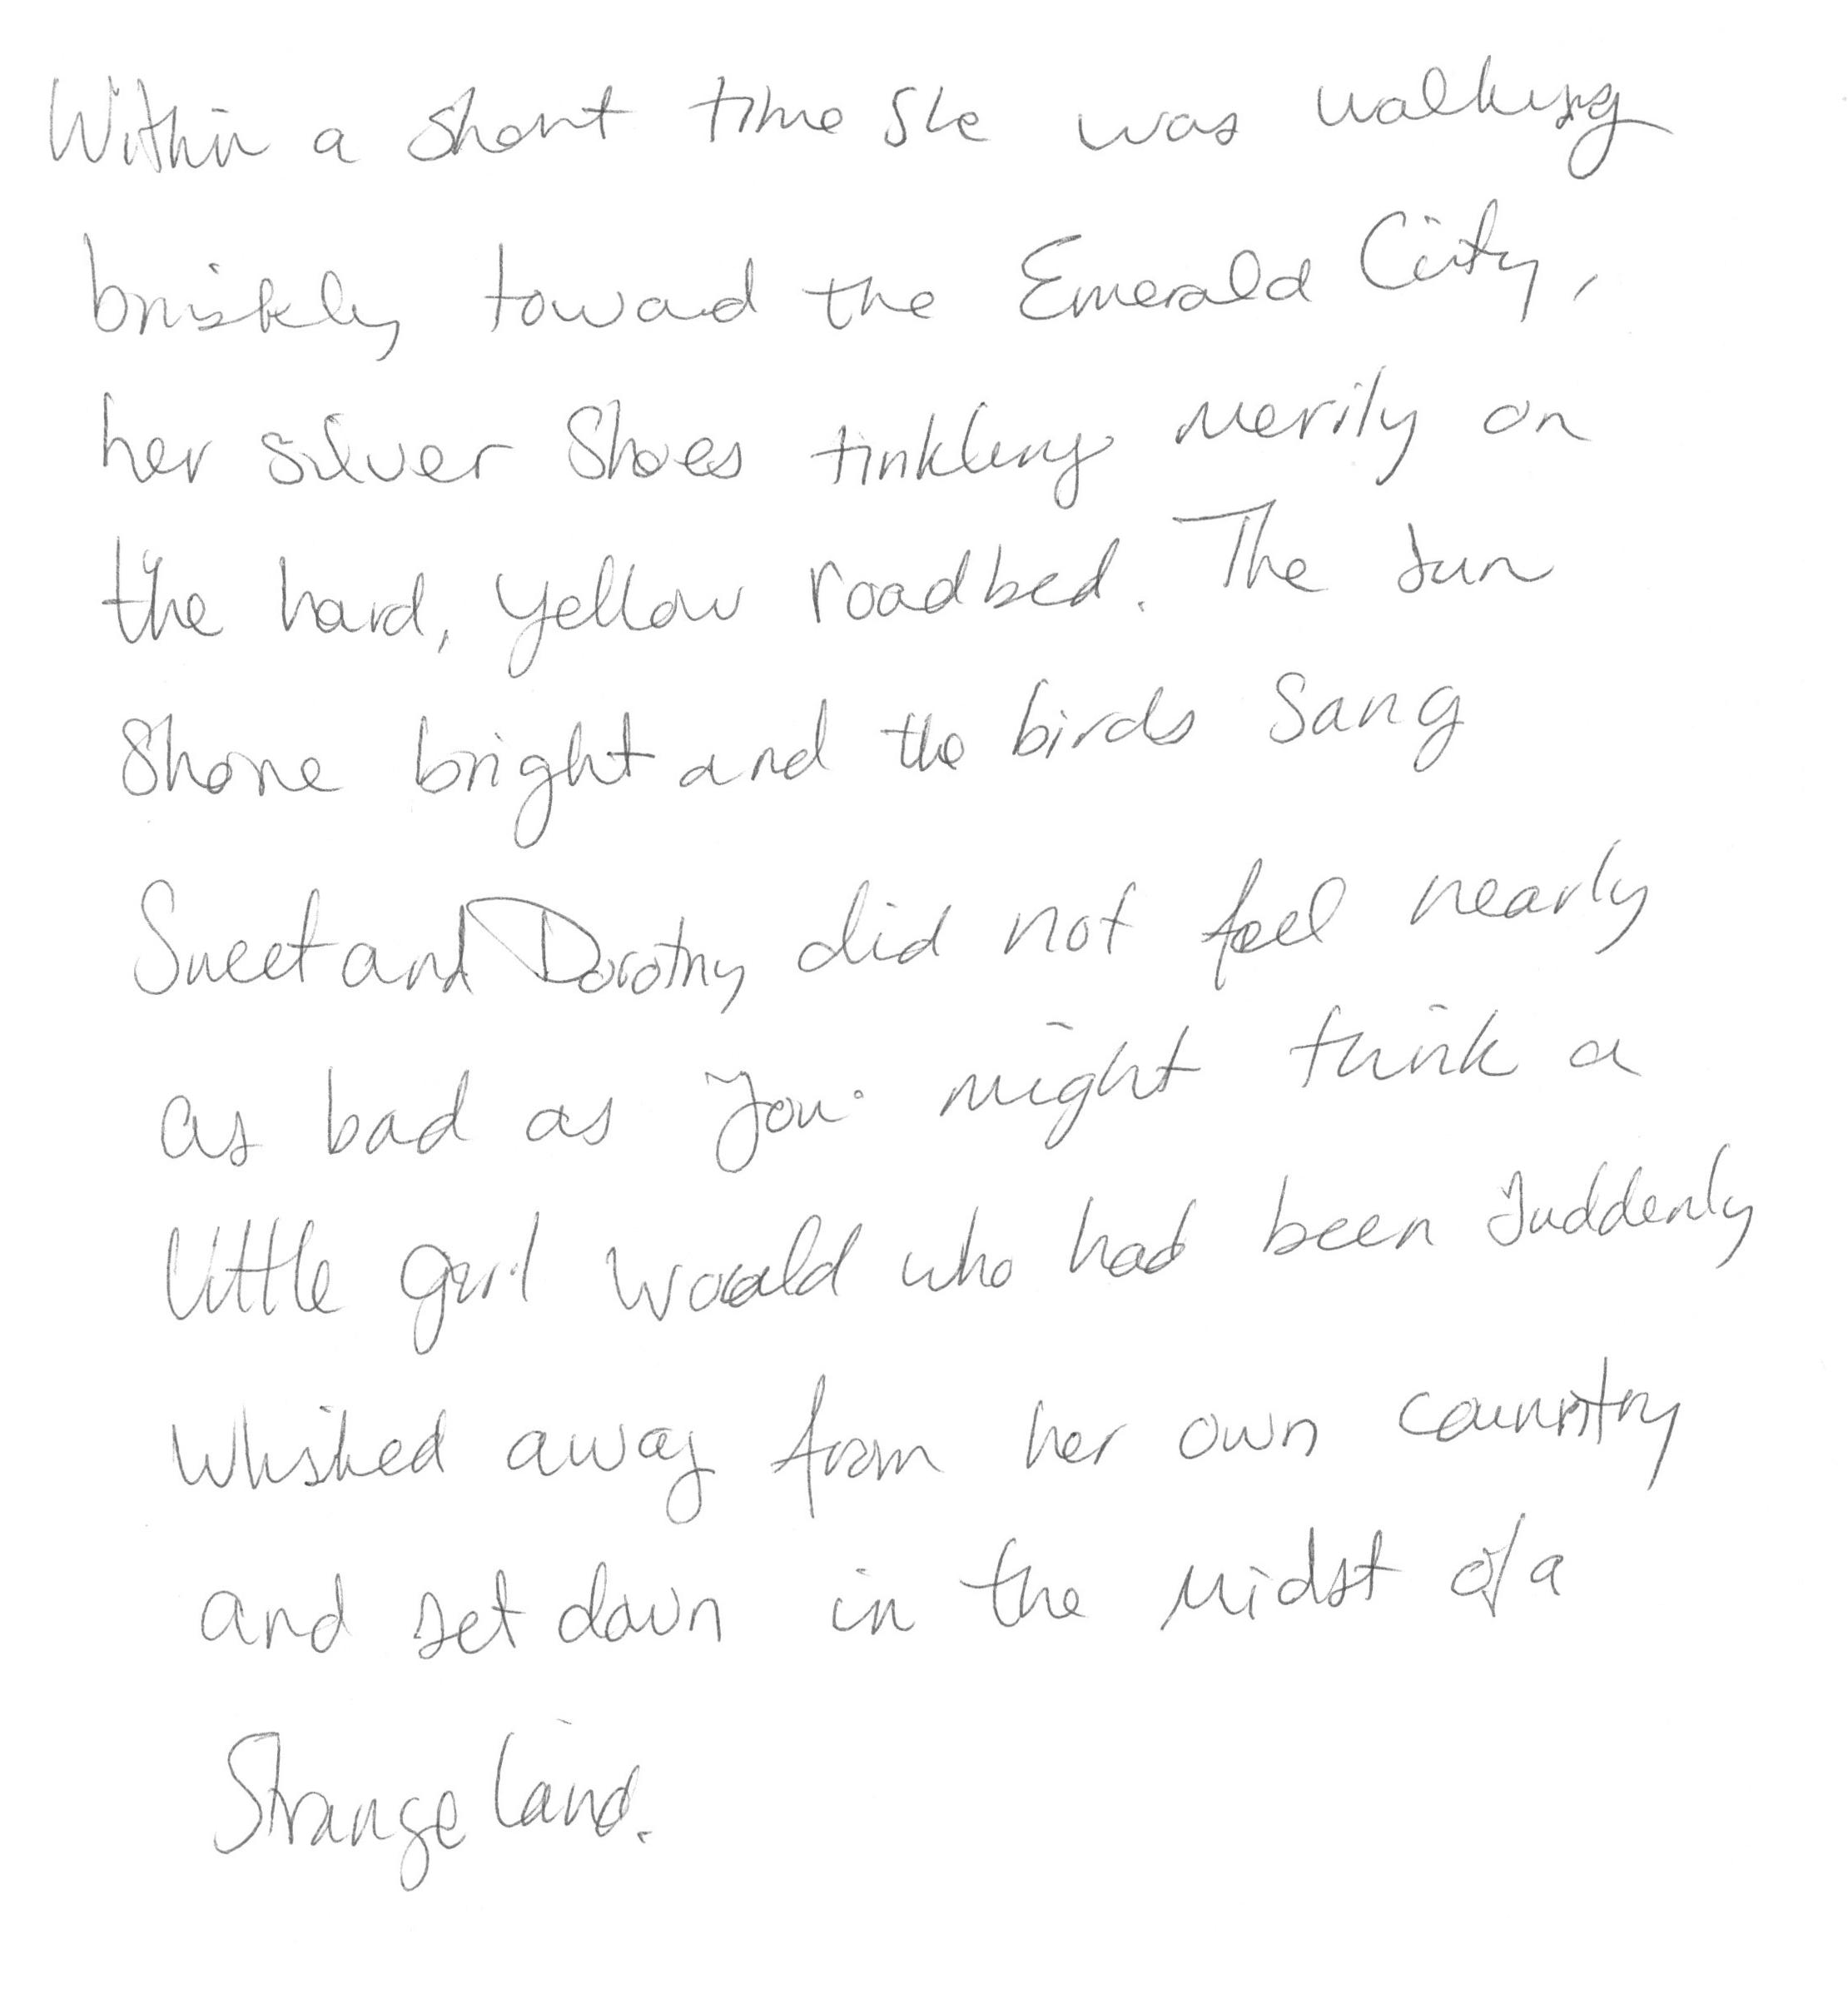 Within a short time she was walking
briskly toward the Emerald City,
her silver shoes tinkling merily on
the hard, yellow roadbed. The sun
shone bright and the birds sang
sweet and Dorothy did not feel nearly
as bad as you might think a
little girl would who had been suddenly
whisked away from her own country
and set down in the midst of a
strange land.